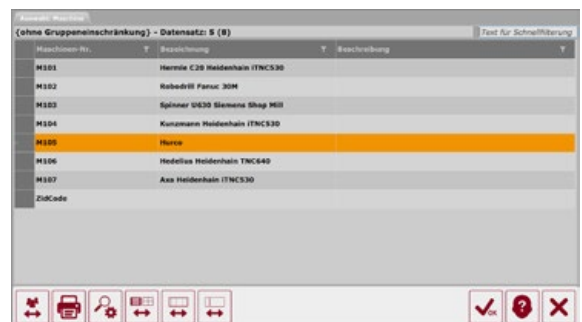 Auswahl Maschine
{ohne Gruppeneinschränkung} - Datensatz: 5 (8)
Text für Schnellfilterung
Maschinen-Nr. Bezeichnung Beschreibung
M101 Hermle C20 Heidenhain iTNC530
M102 Robodrill Fanuc 30M
M103 Spinner U630 Siemens Shop Mill
M104 Kunzmann Heidenhain iTNC530
M105 Hurco
M106 Hedelius Heidenhain TNC640
M107 Axa Heidenhain iTNC530
ZidCode
OK